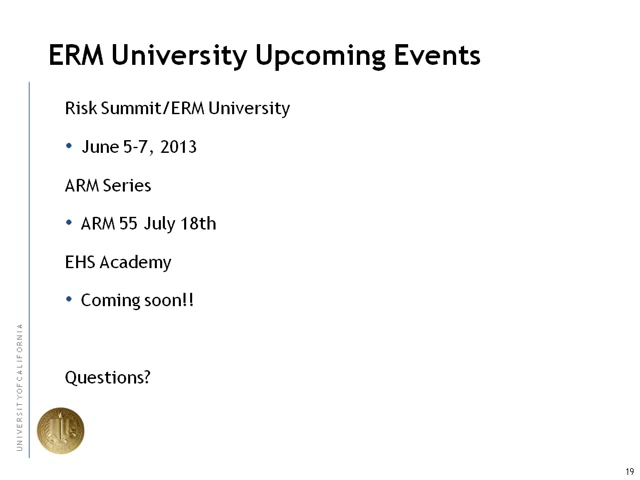 ERM University Upcoming Events
Risk Summit/ERM University
• June 5-7, 2013
ARM Series
• ARM 55 July 18th
EHS Academy
• Coming soon!!
Questions?
UNIVERSITY OF CALIFORNIA
19